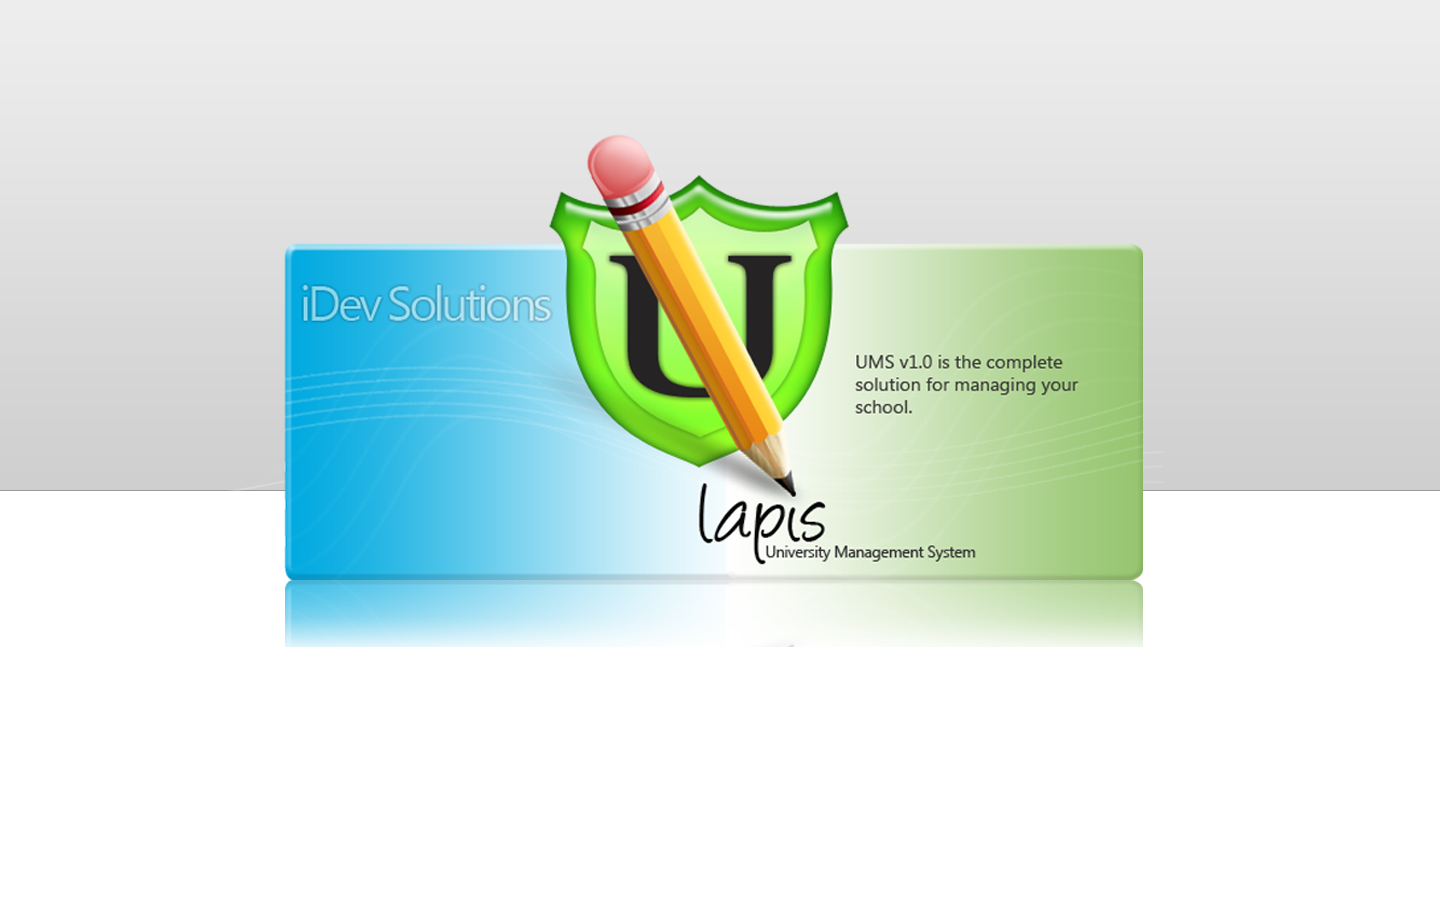 iDev Solutions
U
UMS v1.0 is the complete
solution for managing your
school.
lapis
University Management System